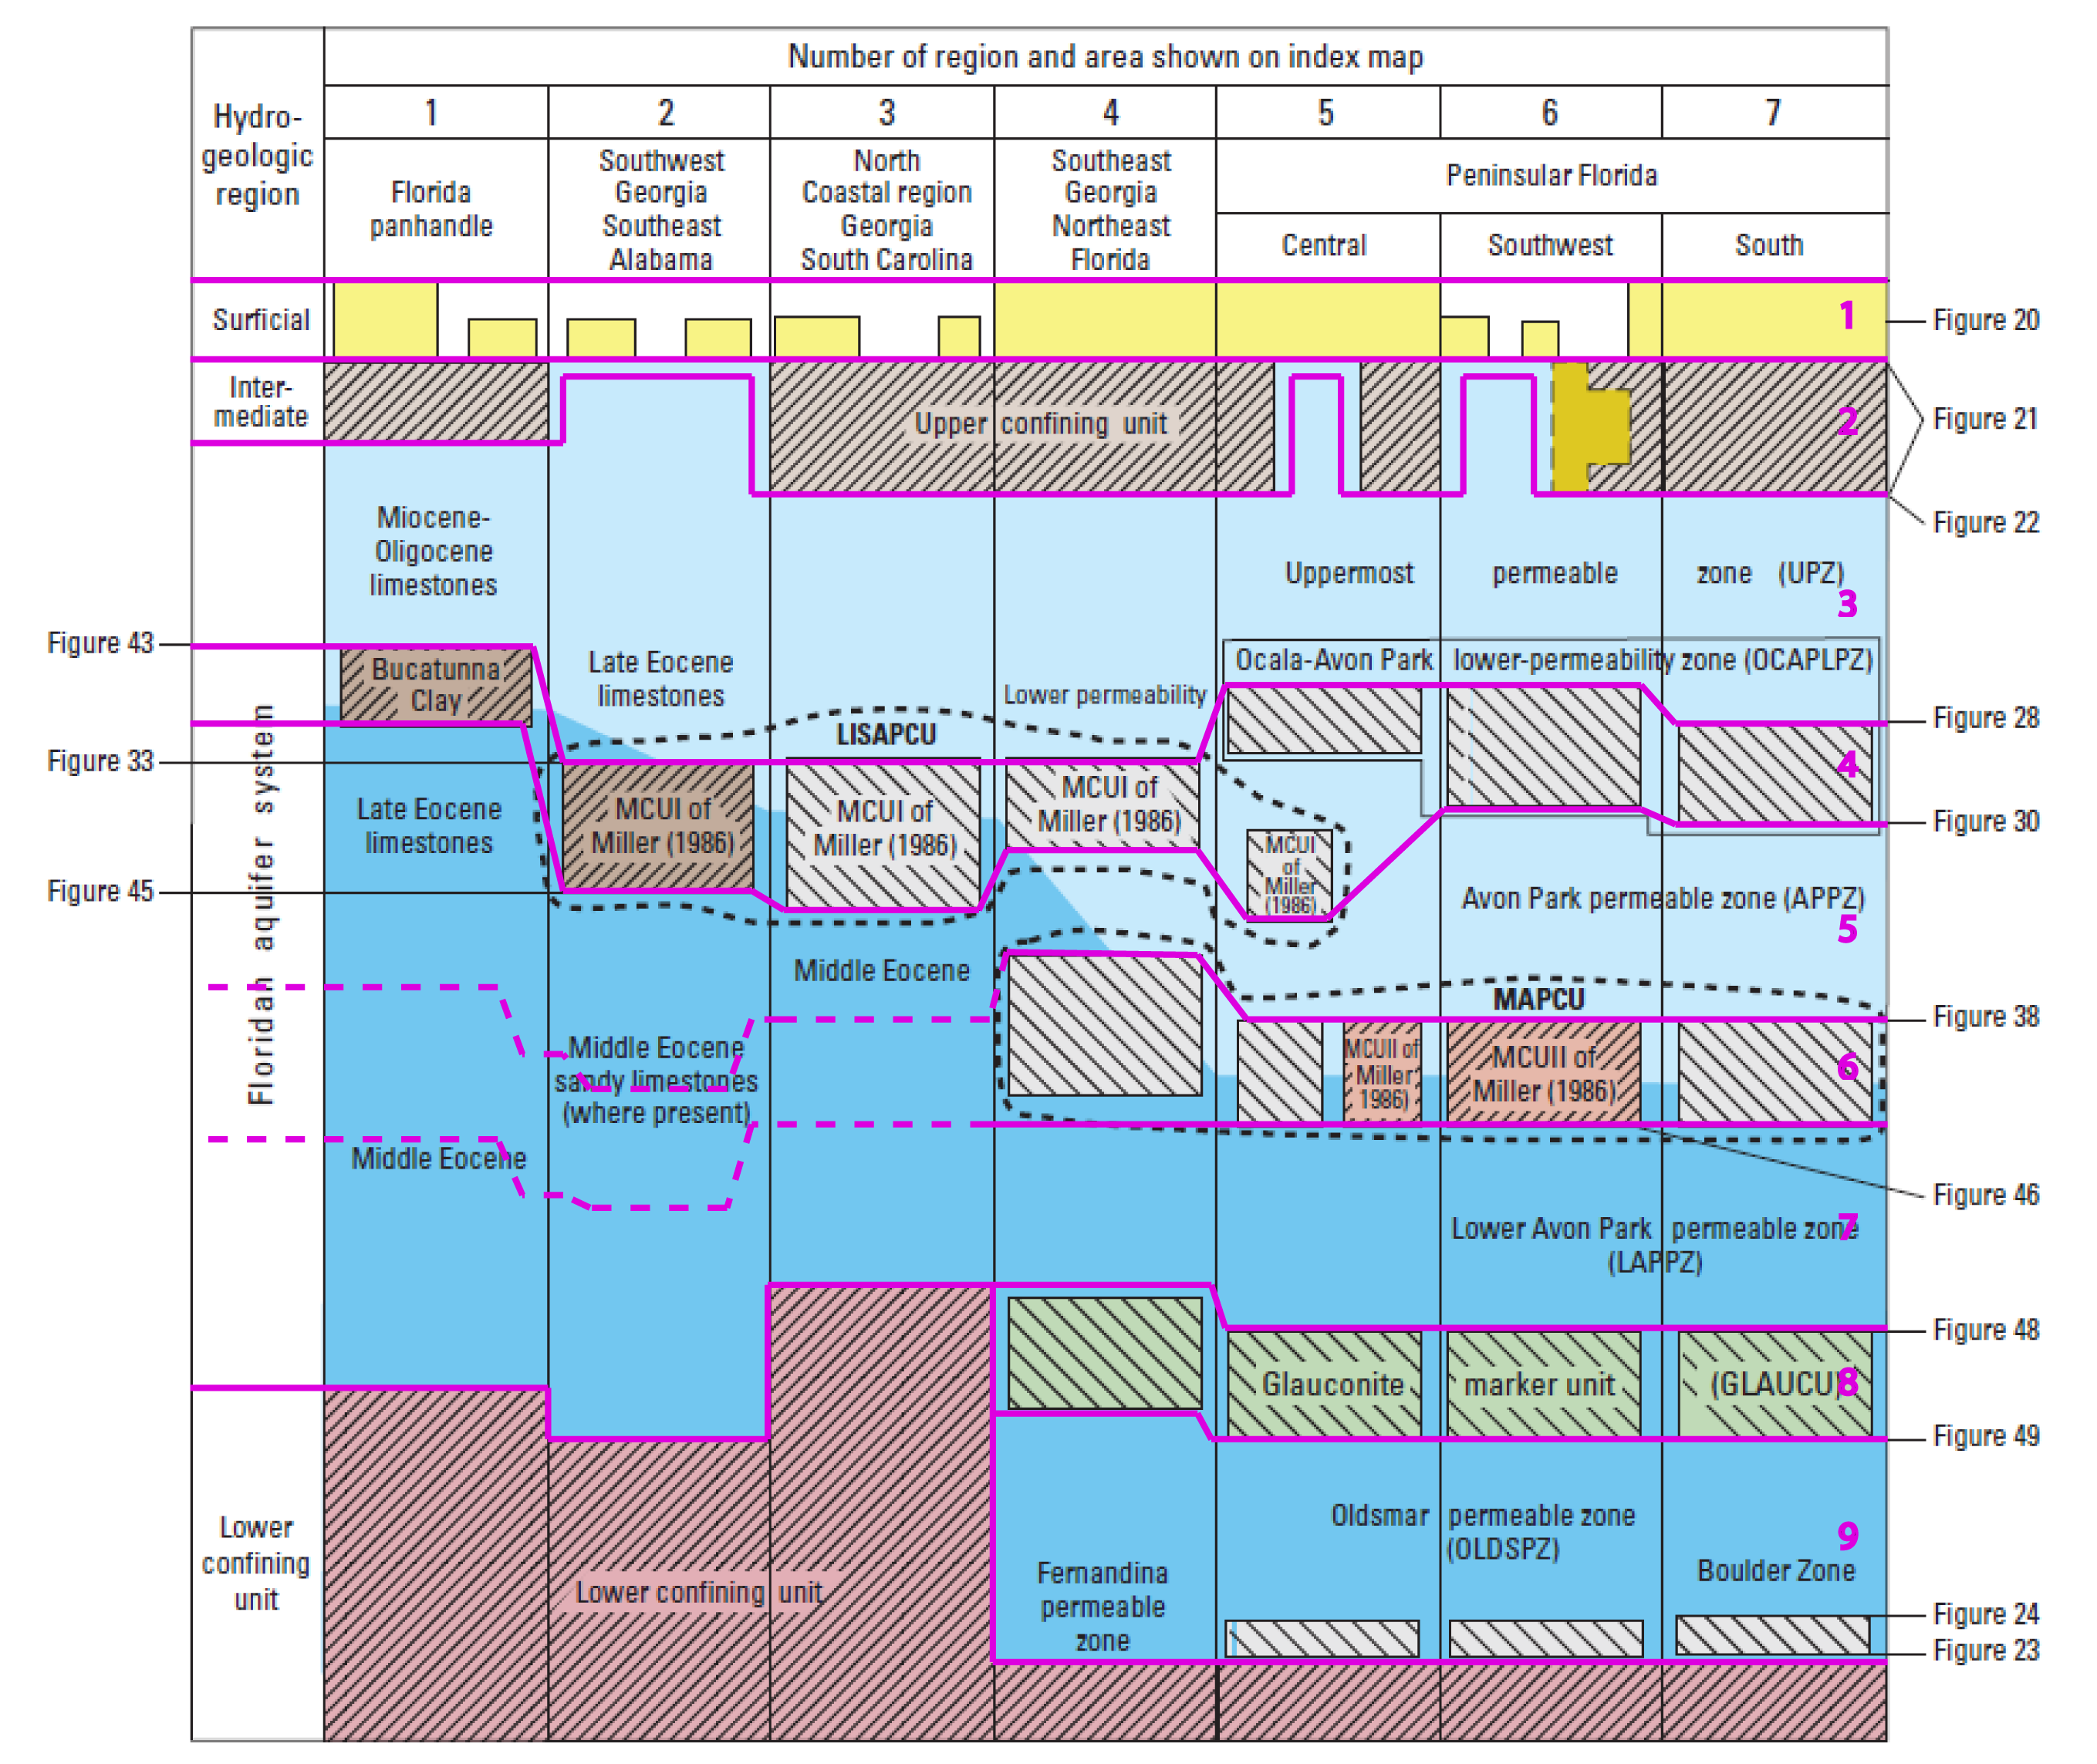 Number of region and area shown on index map
Hydro-
geologic
region
1
2
3
4
5
6
7
Florida
panhandle
Southwest
Georgia
Southeast
Alabama
North
Coastal region
Georgia
South Carolina
Southeast
Georgia
Northeast
Florida
Peninsular Florida
Central
Southwest
South
Surficial
1
Figure 20
Inter-
mediate
Upper confining unit
2
Figure 21
Figure 22
Miocene-
Oligocene
limestones
Uppermost permeable zone (UPZ)
3
Figure 43
Bucatunna
Clay
Late Eocene
limestones
Lower permeability
Ocala-Avon Park lower-permeability zone (OCAPLPZ)
Figure 28
LISAPCU
Figure 33
4
Floridan aquifer system
Late Eocene
limestones
MCUI of
Miller (1986)
MCUI of
Miller (1986)
MCUI of
Miller (1986)
MCUI
of
Miller
(1986)
Figure 30
Figure 45
Avon Park permeable zone (APPZ)
5
Middle Eocene
MAPCU
Figure 38
Middle Eocene
sandy limestones
(where present)
MCUII of
Miller
1986)
MCUII of
Miller (1986)
6
Middle Eocene
Figure 46
Lower Avon Park permeable zone
(LAPPZ)
7
Figure 48
Glauconite marker unit (GLAUCU)
8
Figure 49
Lower
confining
unit
Lower confining unit
Oldsmar permeable zone
(OLDSPZ)
9
Fernandina
permeable
zone
Boulder Zone
Figure 24
Figure 23